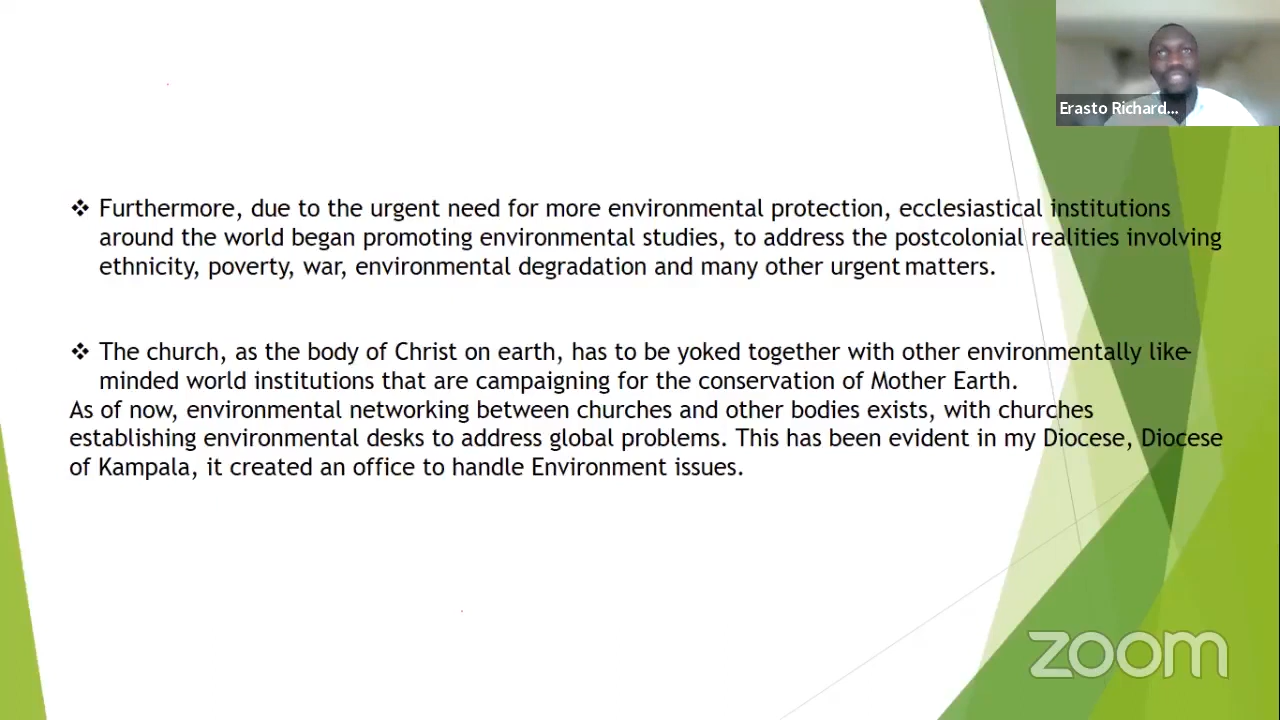 Erasto Richard...
❖ Furthermore, due to the urgent need for more environmental protection, ecclesiastical institutions
around the world began promoting environmental studies, to address the postcolonial realities involving
ethnicity, poverty, war, environmental degradation and many other urgent matters.
❖ The church, as the body of Christ on earth, has to be yoked together with other environmentally like-
minded world institutions that are campaigning for the conservation of Mother Earth.
As of now, environmental networking between churches and other bodies exists, with churches
establishing environmental desks to address global problems. This has been evident in my Diocese, Diocese
of Kampala, it created an office to handle Environment issues.
zoom